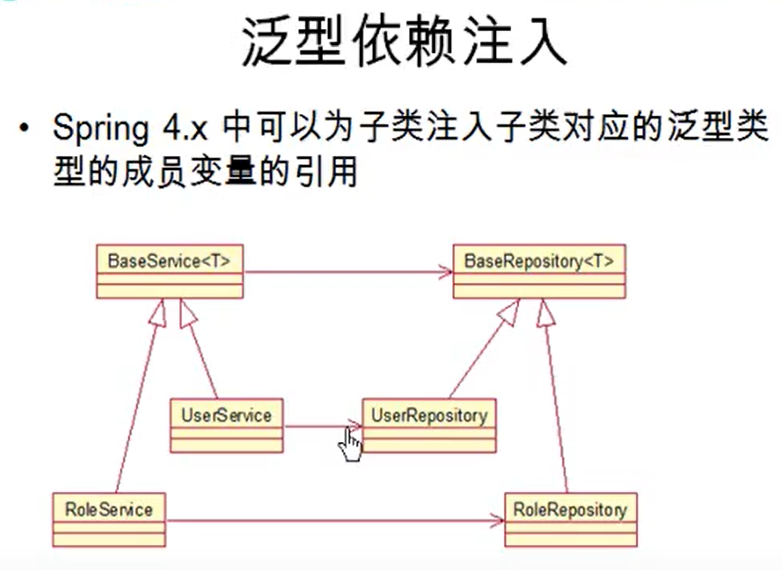 泛型依赖注入
• Spring 4.x 中可以为子类注入子类对应的泛型类
型的成员变量的引用
BaseService<T> BaseRepository<T>
UserService UserRepository
RoleService RoleRepository